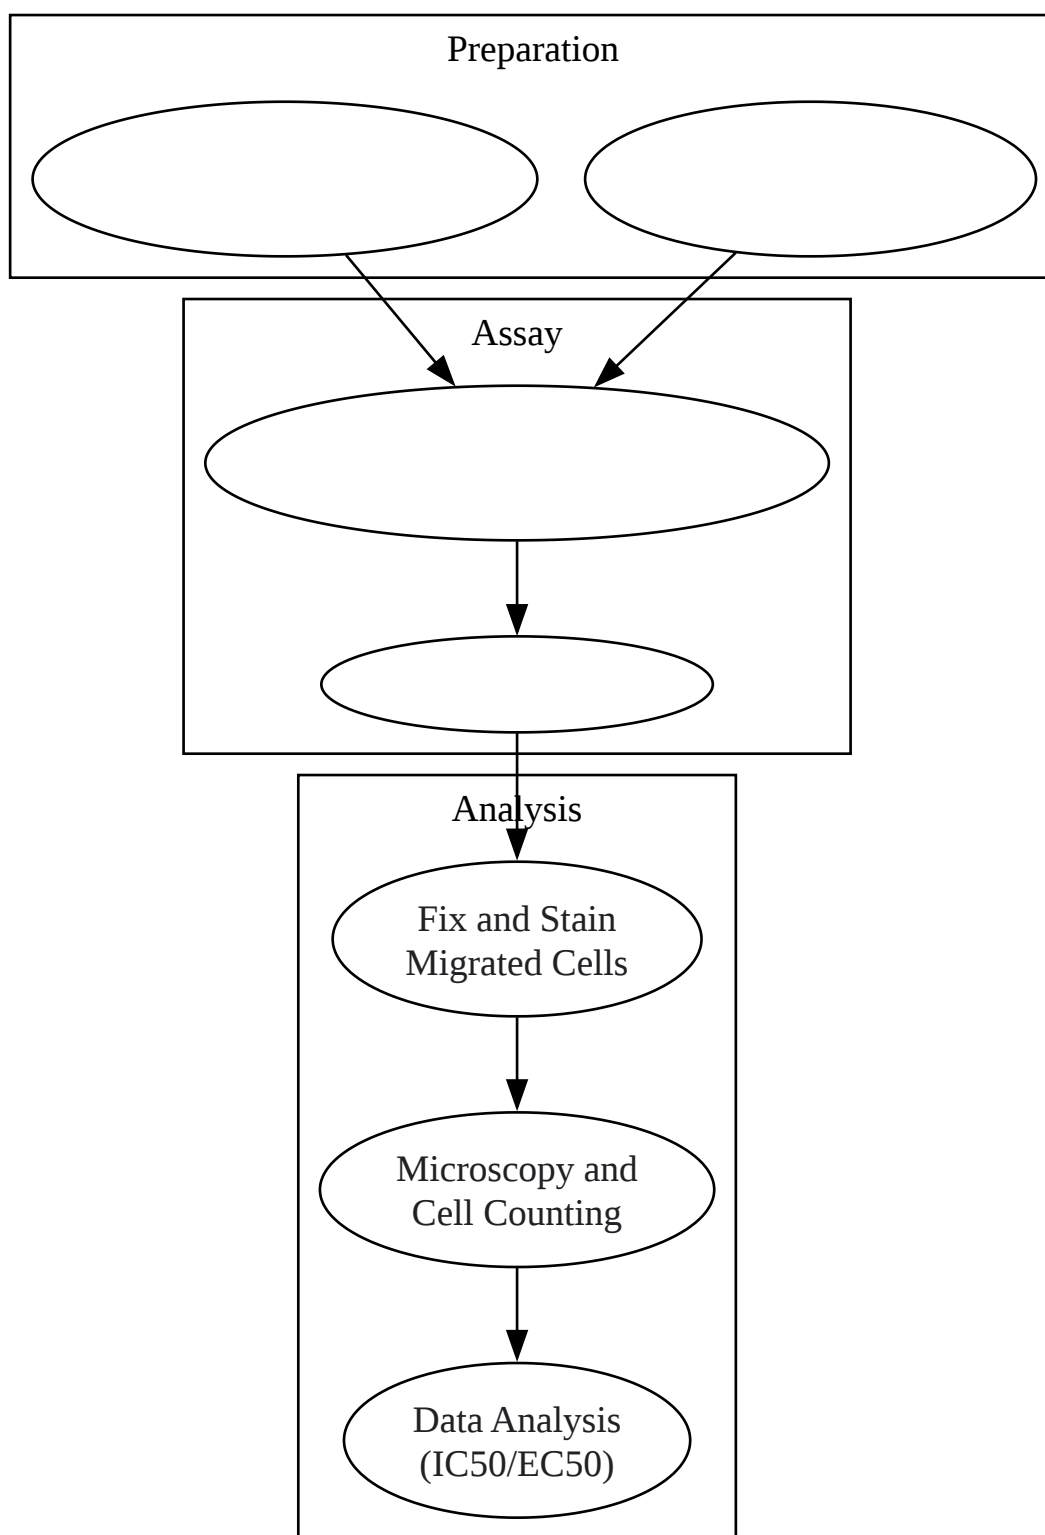 Preparation
Assay
Analysis
Fix and Stain
Migrated Cells
Microscopy and
Cell Counting
Data Analysis
(IC50/EC50)